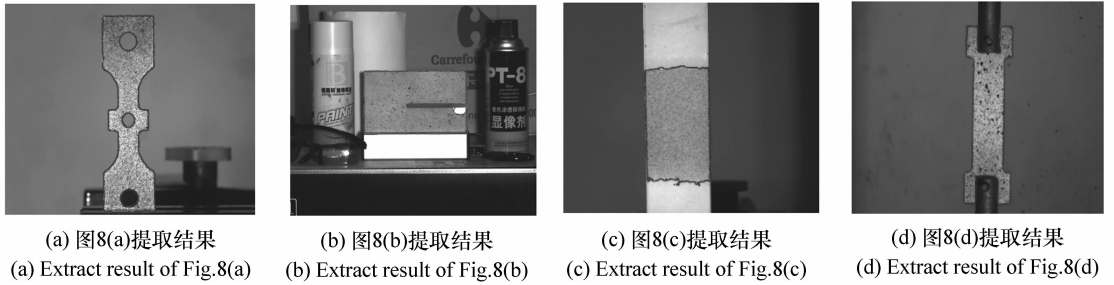 Carrefour
PAINT
PT-8
显像剂
(a) 图8(a)提取结果
(a) Extract result of Fig.8(a)
(b) 图8(b)提取结果
(b) Extract result of Fig.8(b)
(c) 图8(c)提取结果
(c) Extract result of Fig.8(c)
(d) 图8(d)提取结果
(d) Extract result of Fig.8(d)